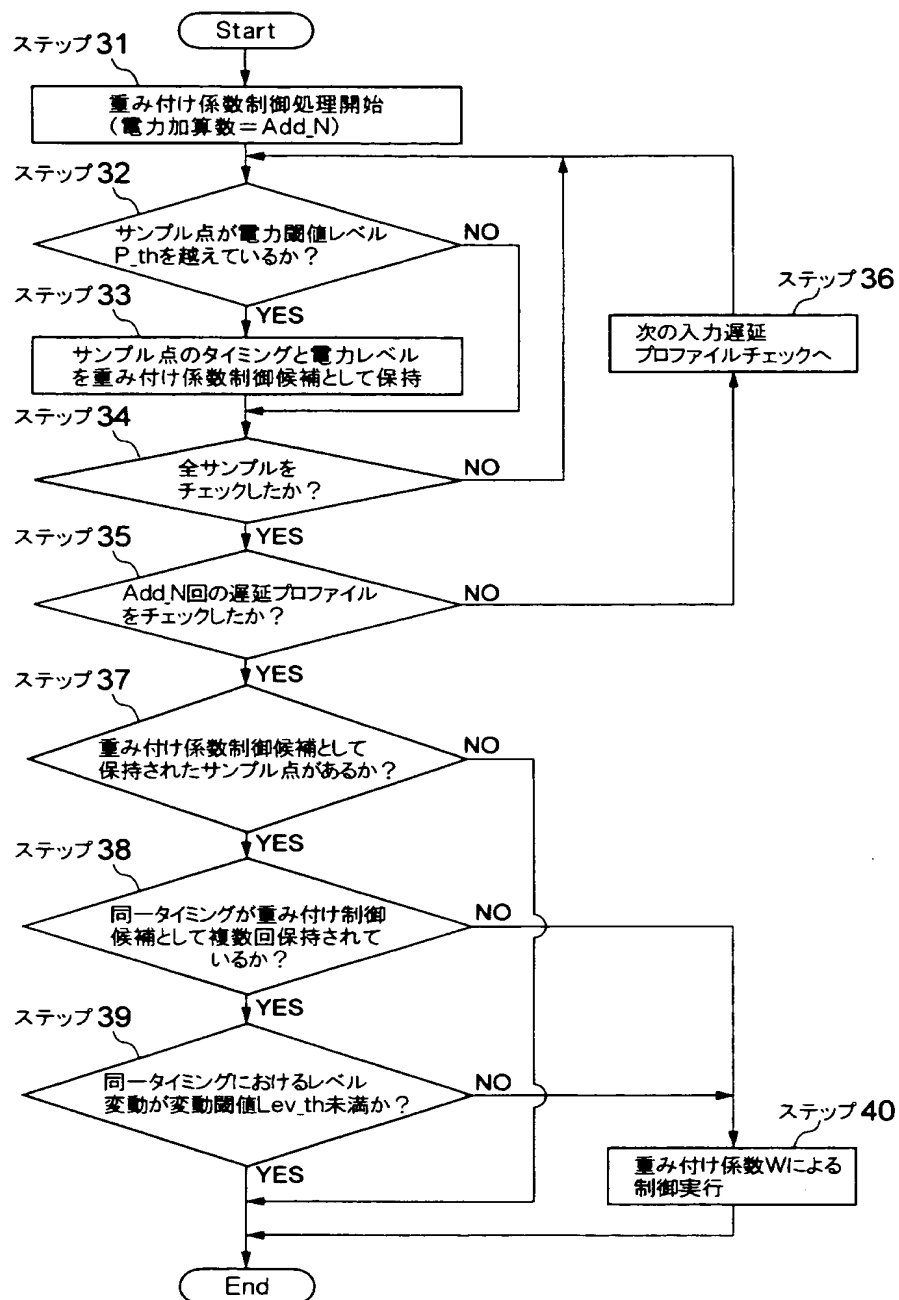 Start
ステップ31
重み付け係数制御処理開始
(電力加算数=Add_N)
ステップ32
サンプル点が電力閾値レベル
P_thを越えているか?
NO
YES
ステップ33
サンプル点のタイミングと電力レベル
を重み付け係数制御候補として保持
ステップ36
次の入力遅延
プロファイルチェックへ
ステップ34
全サンプルを
チェックしたか?
NO
YES
ステップ35
Add_N回の遅延プロファイル
をチェックしたか?
NO
YES
ステップ37
重み付け係数制御候補として
保持されたサンプル点があるか?
NO
YES
ステップ38
同一タイミングが重み付け制御
候補として複数回保持されて
いるか?
NO
YES
ステップ39
同一タイミングにおけるレベル
変動が変動閾値Lev_th未満か?
NO
YES
ステップ40
重み付け係数Wによる
制御実行
End